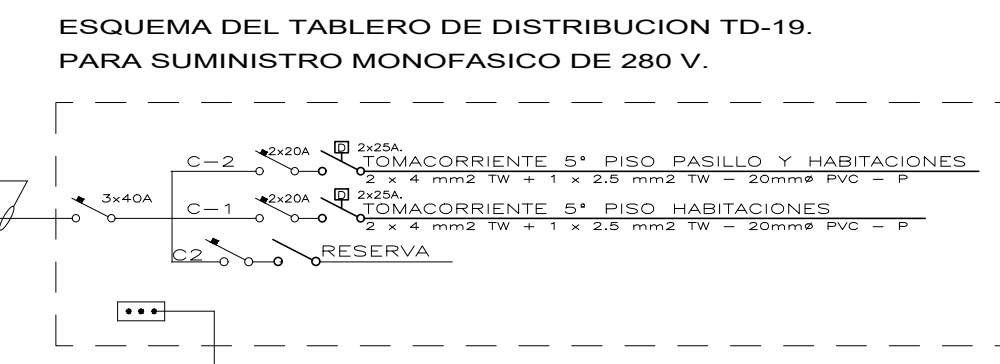 ESQUEMA DEL TABLERO DE DISTRIBUCION TD-19.
PARA SUMINISTRO MONOFASICO DE 280 V.
C-2 2x20A D 2x25A. TOMACORRIENTE 5° PISO PASILLO Y HABITACIONES
2 x 4 mm2 TW + 1 x 2.5 mm2 TW - 20mmø PVC - P
3x40A
C-1 2x20A D 2x25A. TOMACORRIENTE 5° PISO HABITACIONES
2 x 4 mm2 TW + 1 x 2.5 mm2 TW - 20mmø PVC - P
C2 RESERVA